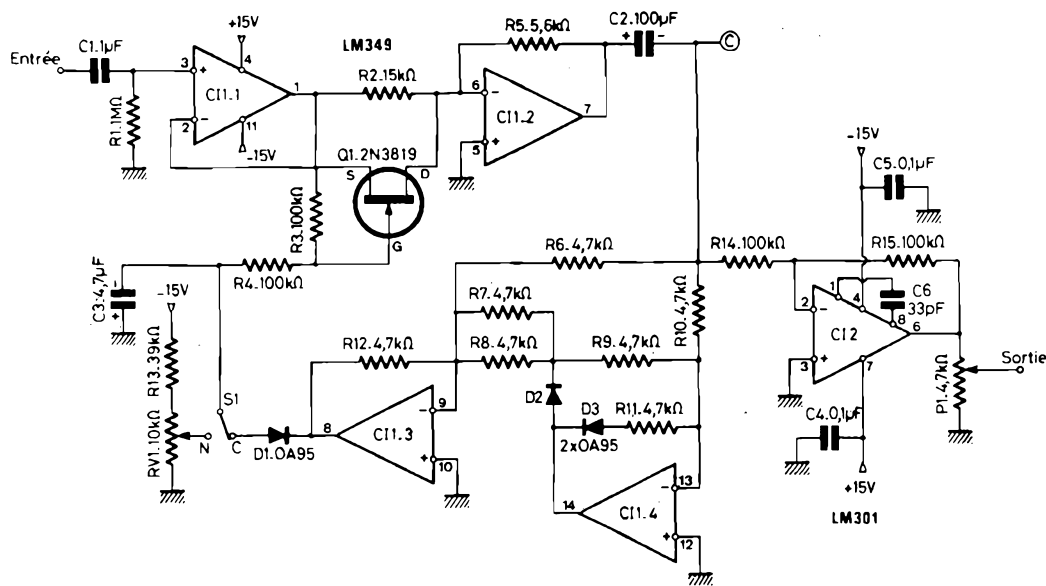 Entrée
C1.1µF
R1.1MΩ
+15V
-15V
LM349
CI1.1
3
+
2
-
4
11
1
R2.15kΩ
R5.5,6kΩ
C2.100µF
+
-
C
CI1.2
6
-
5
+
7
Q1.2N3819
S
D
G
R3.100kΩ
R4.100kΩ
C3.4,7µF
-
+
-15V
R13.39kΩ
RV1.10kΩ
S1
N
C
D1.0A95
R12.4,7kΩ
CI1.3
8
9
-
10
+
R6.4,7kΩ
R7.4,7kΩ
R8.4,7kΩ
R9.4,7kΩ
R10.4,7kΩ
D2
D3
R11.4,7kΩ
2x0A95
CI1.4
14
13
-
12
+
R14.100kΩ
R15.100kΩ
-15V
C5.0,1µF
C6
33pF
CI2
1
4
8
2
-
3
+
6
7
P1.4,7kΩ
Sortie
C4.0,1µF
+15V
LM301